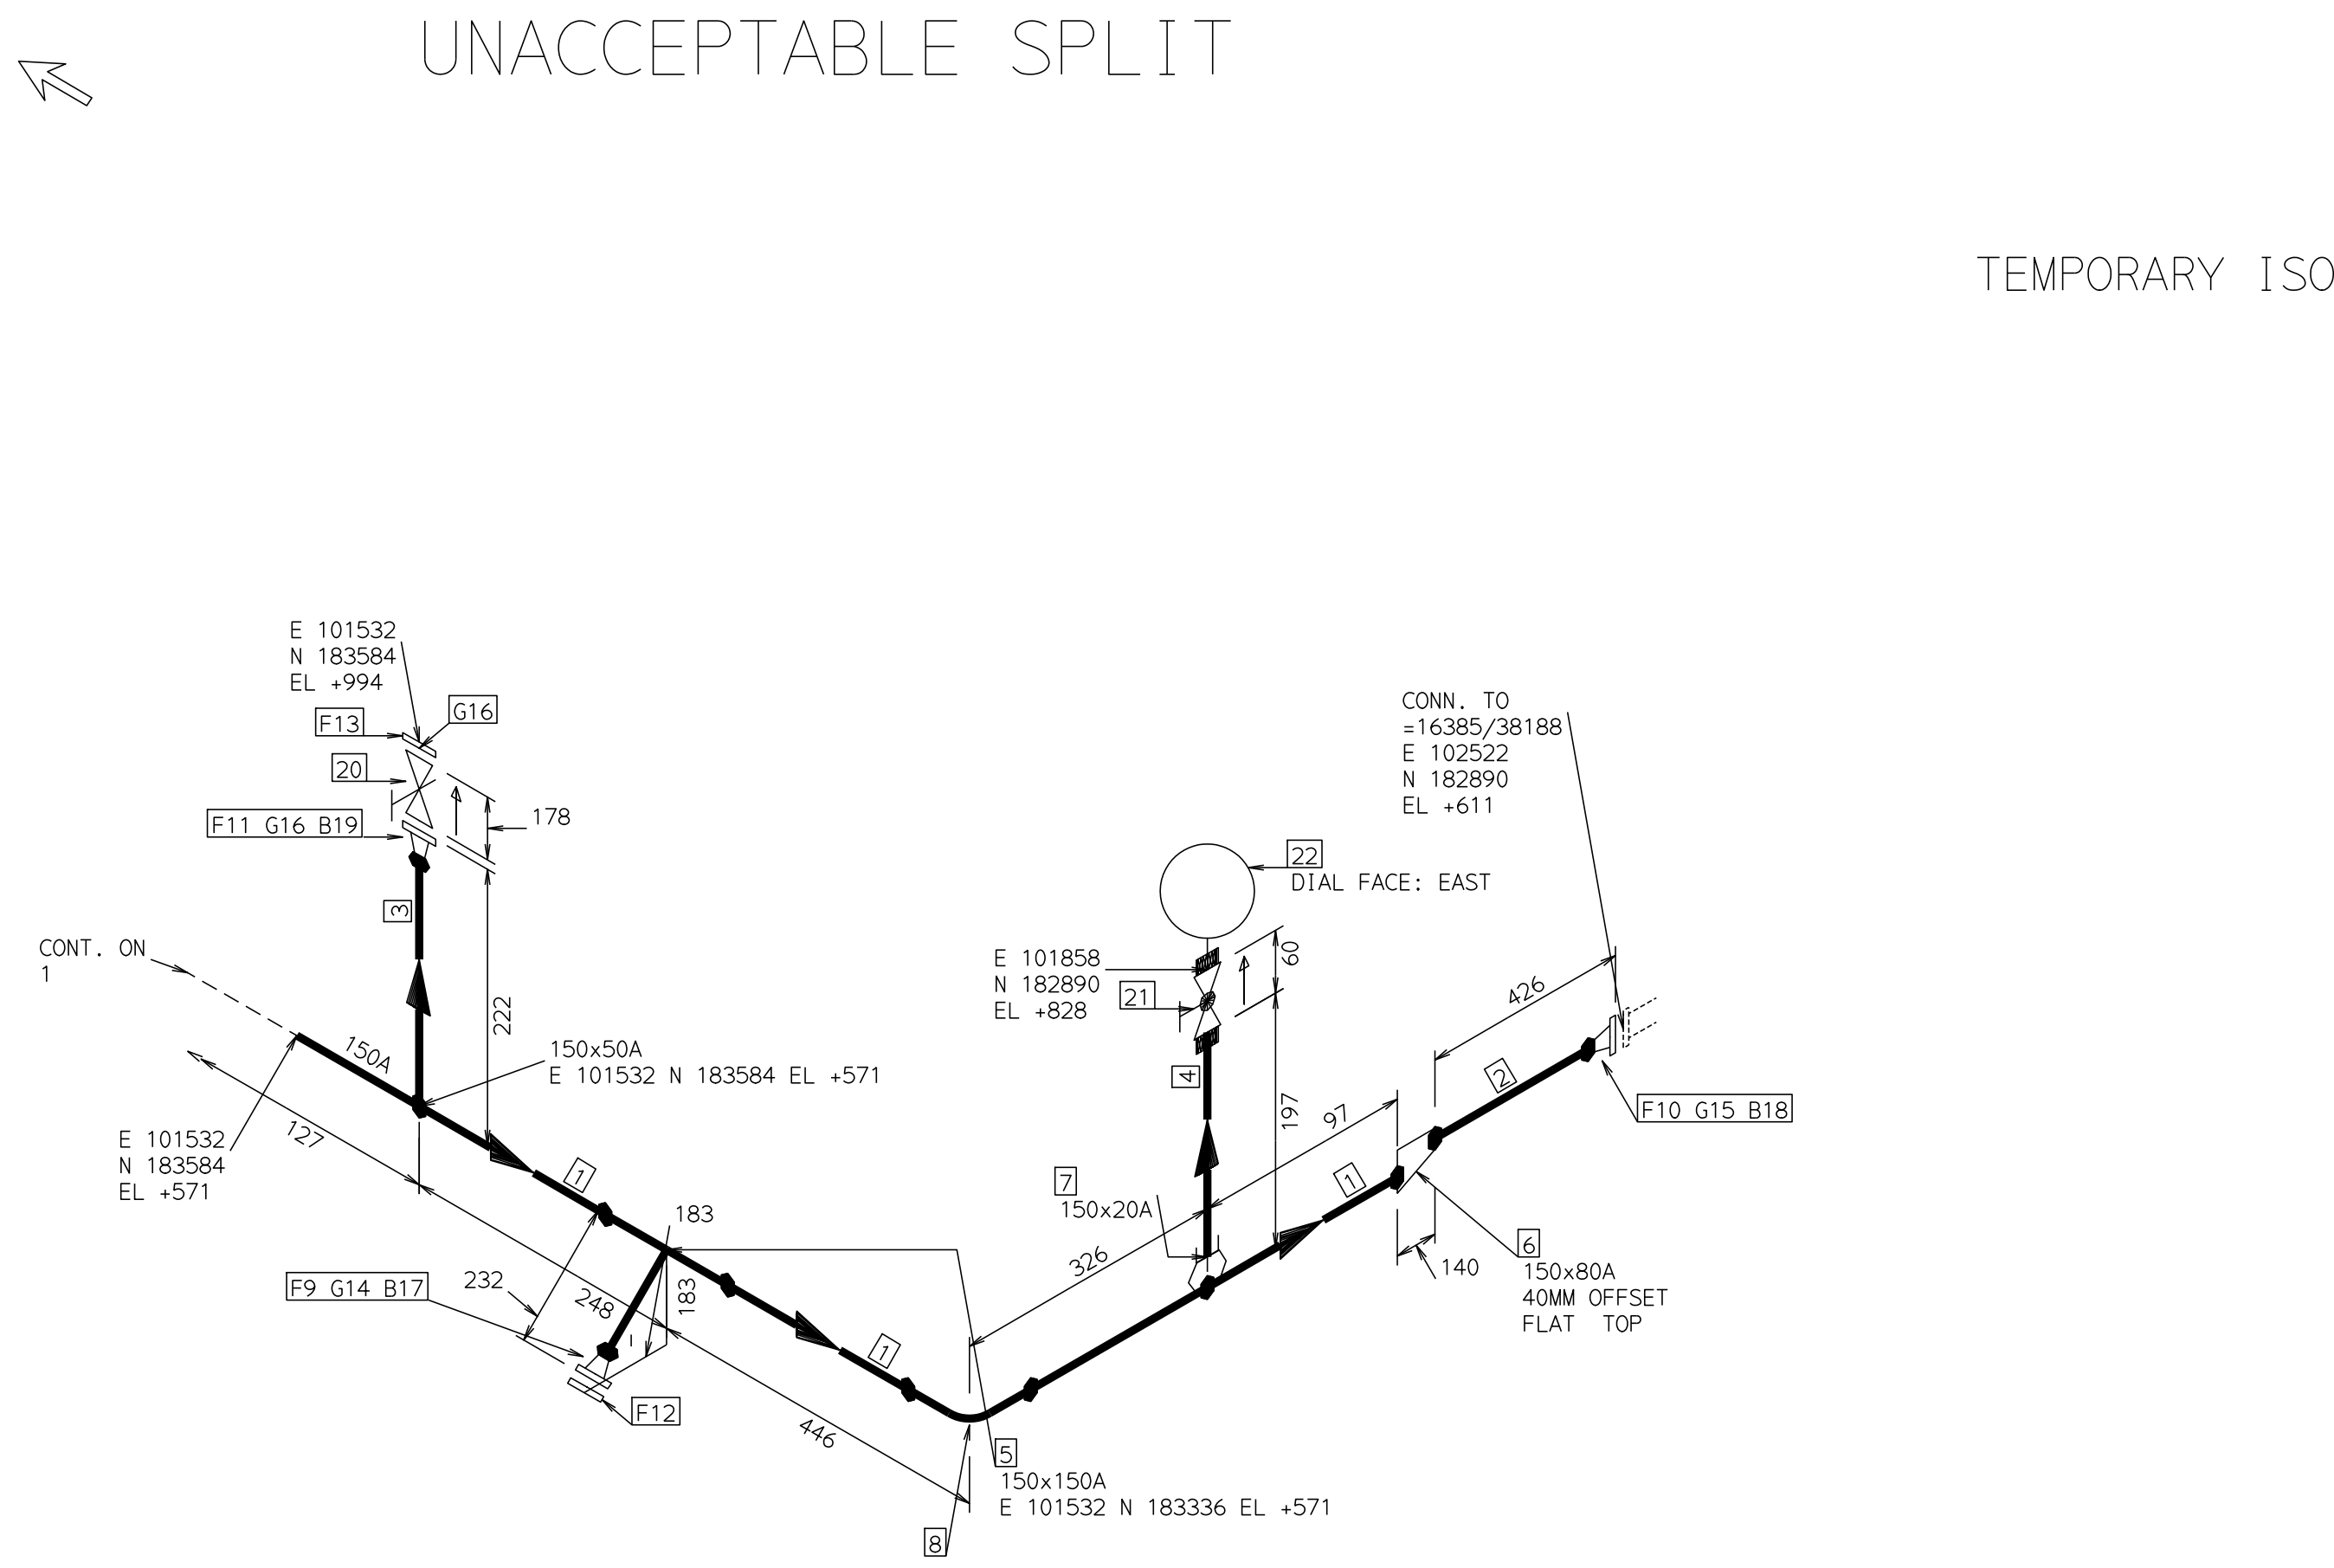 UNACCEPTABLE SPLIT
TEMPORARY ISO
E 101532
N 183584
EL +994
G16
F13
20
F11 G16 B19
178
3
222
CONT. ON
1
150A
150x50A
E 101532 N 183584 EL +571
127
E 101532
N 183584
EL +571
1
183
232
248
183
F9 G14 B17
F12
1
446
5
150x150A
E 101532 N 183336 EL +571
8
22
DIAL FACE: EAST
E 101858
N 182890
EL +828
21
60
4
197
97
7
150x20A
326
1
CONN. TO
=16385/38188
E 102522
N 182890
EL +611
426
2
F10 G15 B18
140
6
150x80A
40MM OFFSET
FLAT TOP